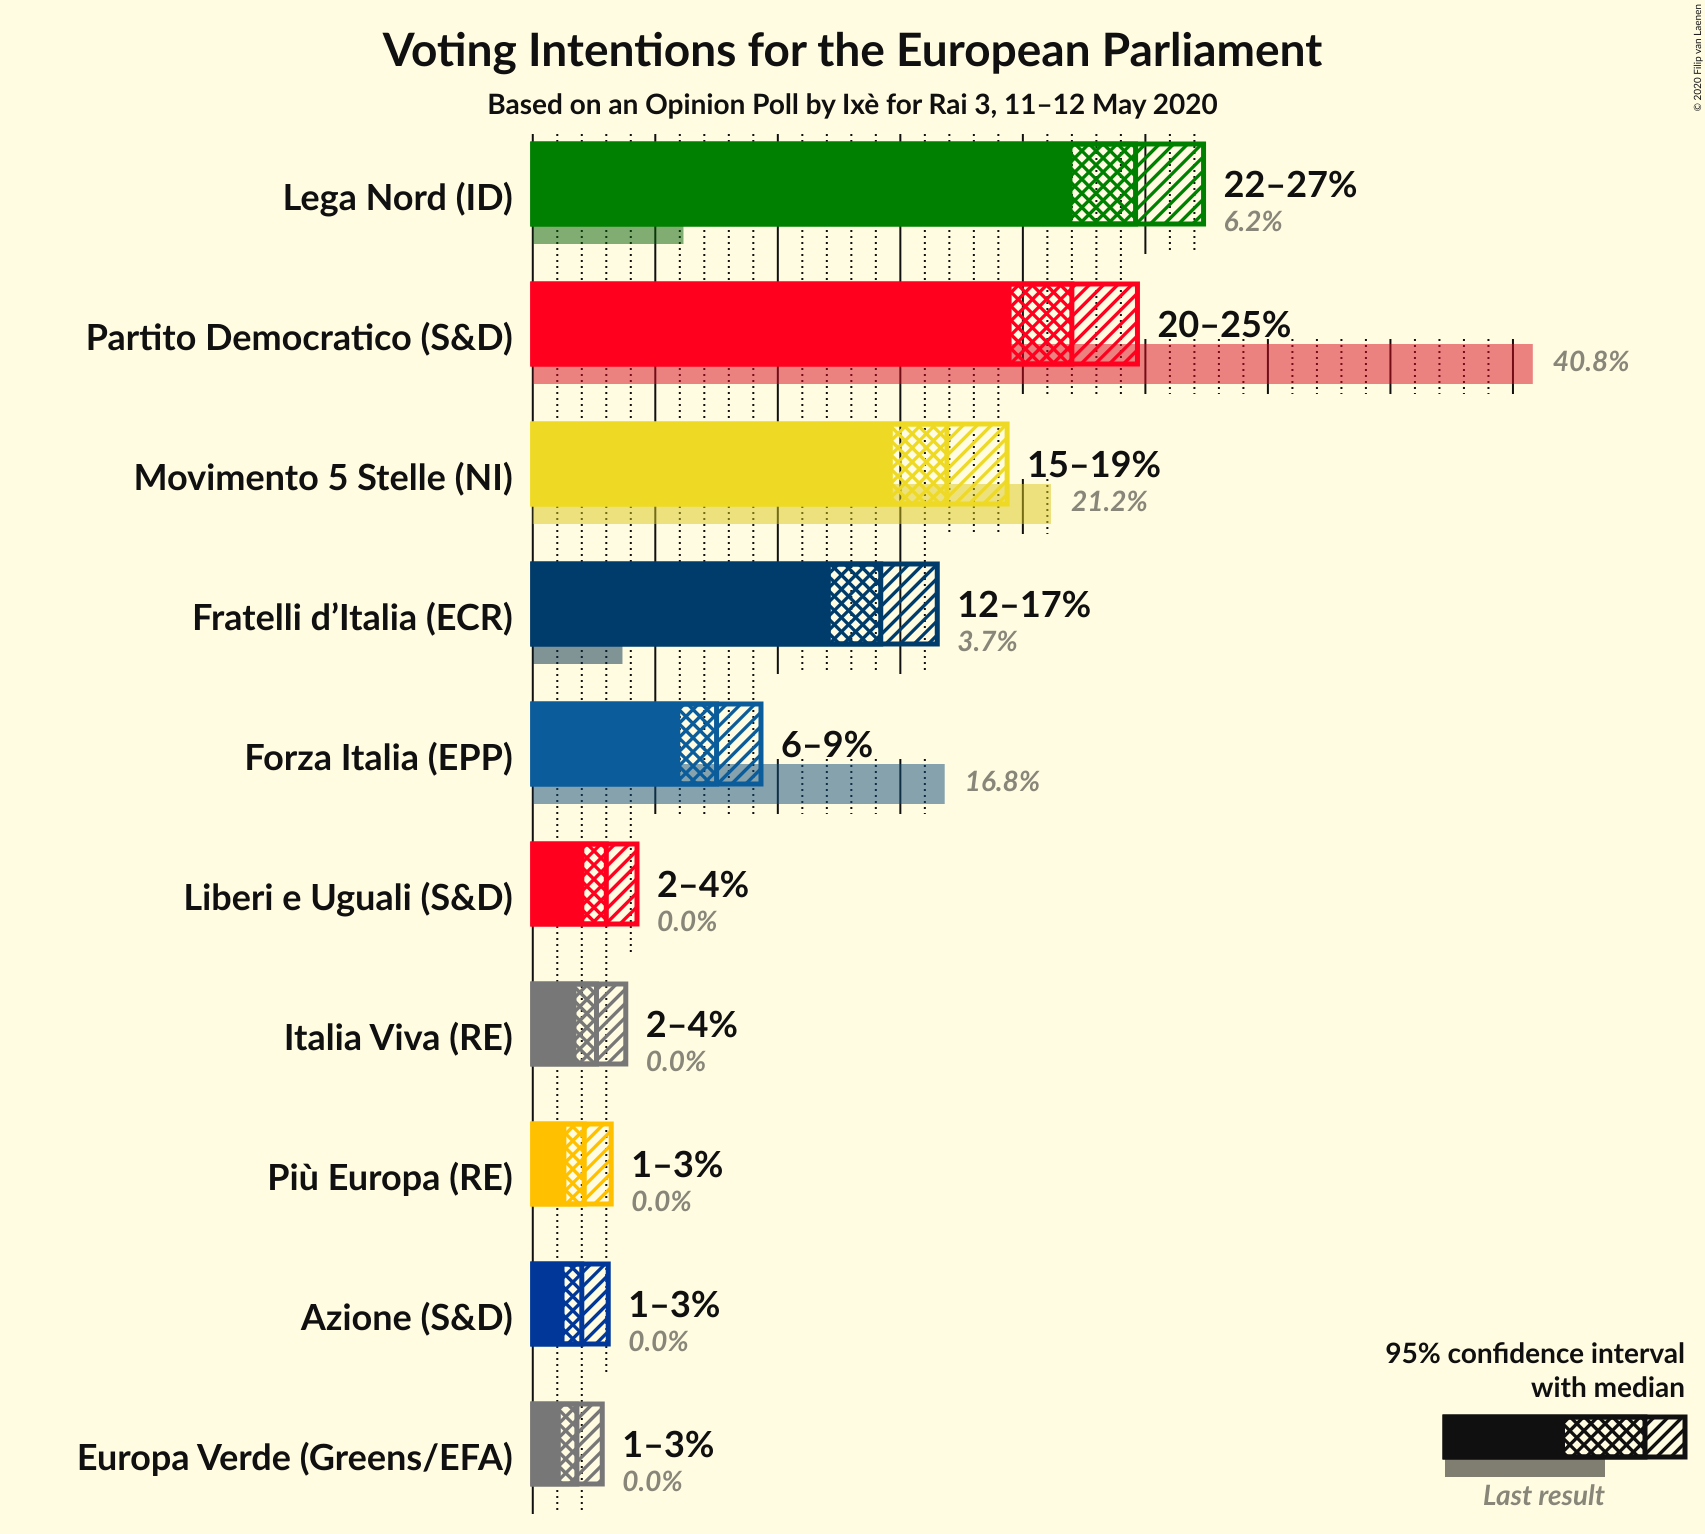 Voting Intentions for the European Parliament
Based on an Opinion Poll by Ixè for Rai 3, 11–12 May 2020
© 2020 Filip van Laenen
Lega Nord (ID)
22–27%
6.2%
Partito Democratico (S&D)
20–25%
40.8%
Movimento 5 Stelle (NI)
15–19%
21.2%
Fratelli d’Italia (ECR)
12–17%
3.7%
Forza Italia (EPP)
6–9%
16.8%
Liberi e Uguali (S&D)
2–4%
0.0%
Italia Viva (RE)
2–4%
0.0%
Più Europa (RE)
1–3%
0.0%
Azione (S&D)
1–3%
0.0%
Europa Verde (Greens/EFA)
1–3%
0.0%
95% confidence interval
with median
Last result